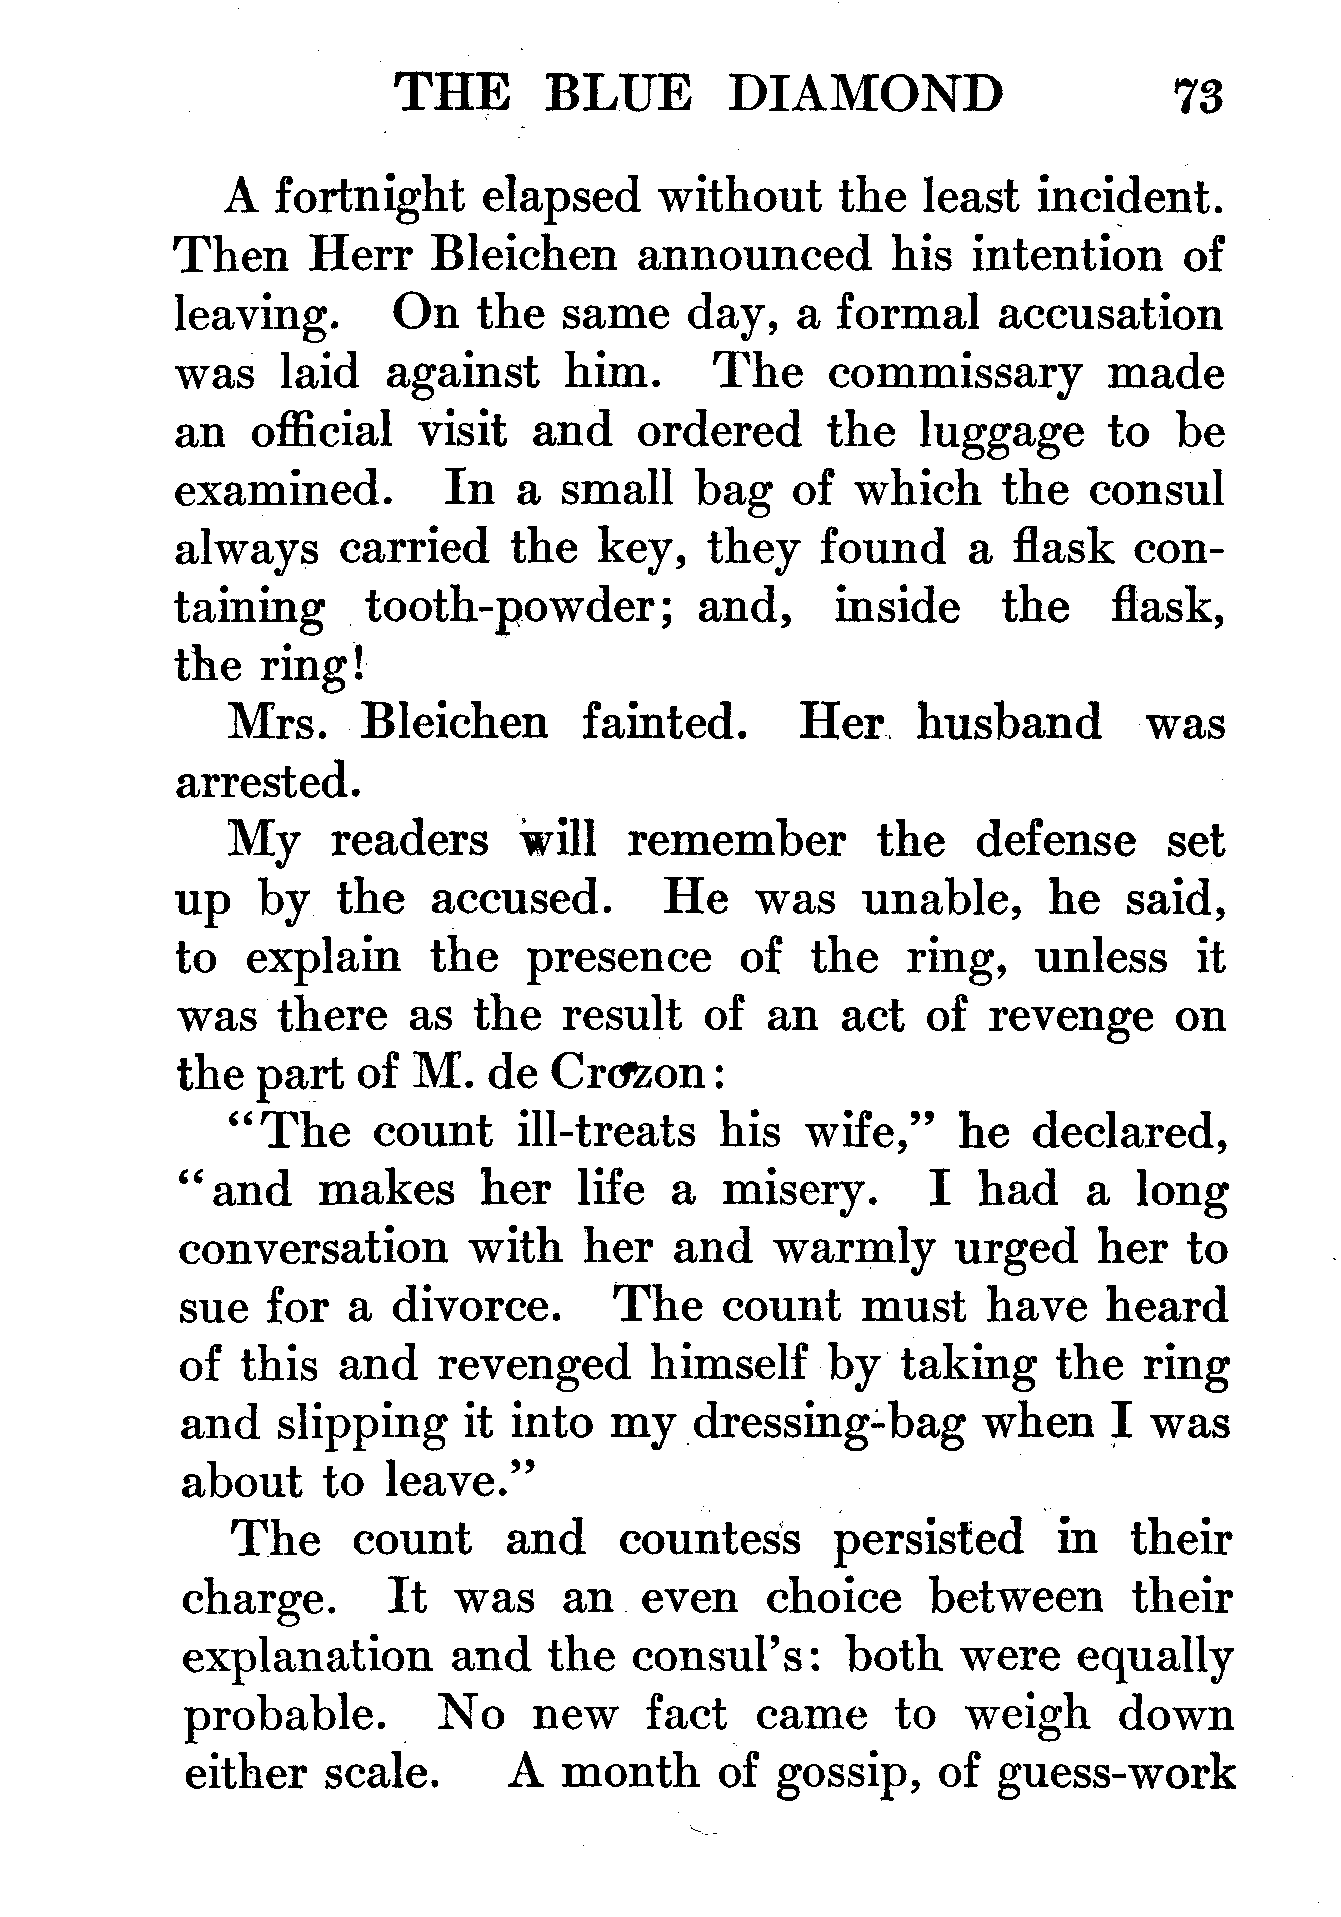 THE BLUE DIAMOND 73
A fortnight elapsed without the least incident.
Then Herr Bleichen announced his intention of
leaving. On the same day, a formal accusation
was laid against him. The commissary made
an official visit and ordered the luggage to be
examined. In a small bag of which the consul
always carried the key, they found a flask con-
taining tooth-powder; and, inside the flask,
the ring!
Mrs. Bleichen fainted. Her husband was
arrested.
My readers will remember the defense set
up by the accused. He was unable, he said,
to explain the presence of the ring, unless it
was there as the result of an act of revenge on
the part of M. de Crozon:
“The count ill-treats his wife,” he declared,
“and makes her life a misery. I had a long
conversation with her and warmly urged her to
sue for a divorce. The count must have heard
of this and revenged himself by taking the ring
and slipping it into my dressing-bag when I was
about to leave.”
The count and countess persisted in their
charge. It was an even choice between their
explanation and the consul’s: both were equally
probable. No new fact came to weigh down
either scale. A month of gossip, of guess-work